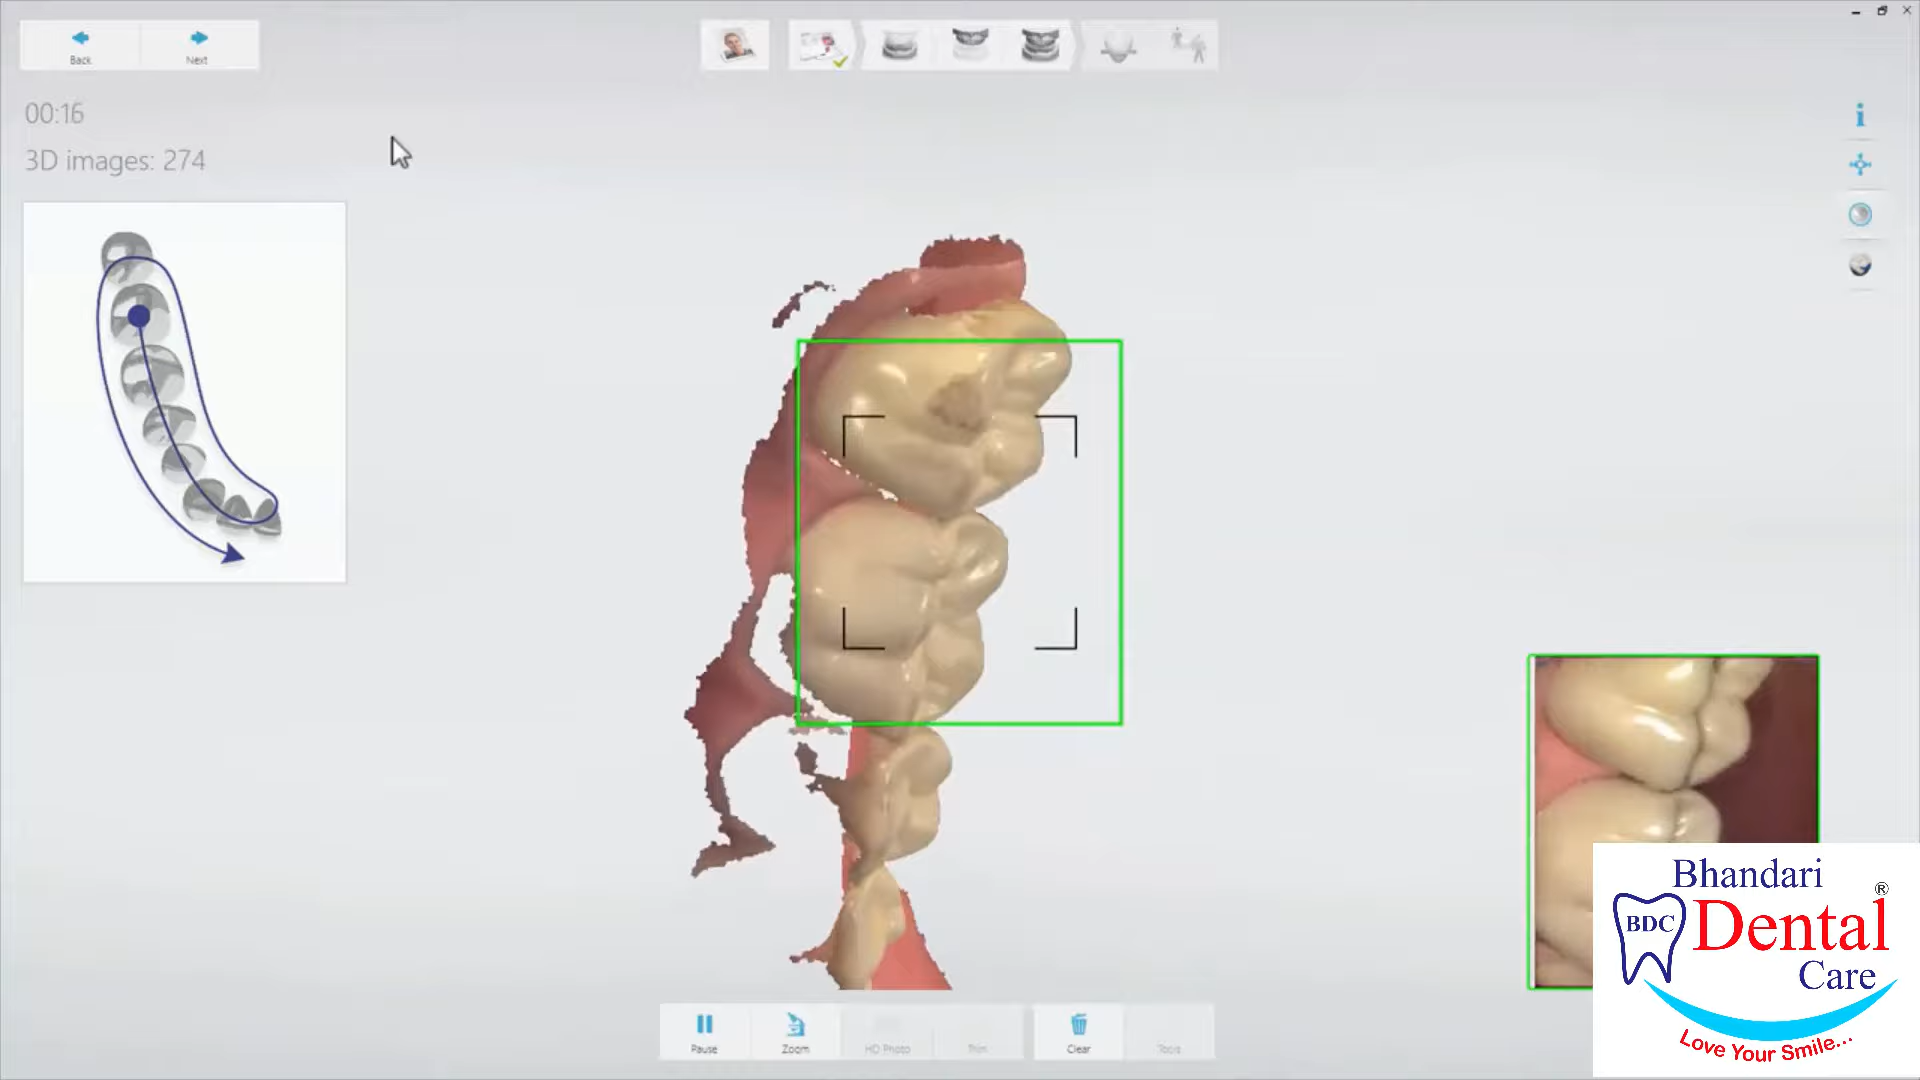 Back
Next
00:16
3D images: 274
i
Pause
Zoom
HD Photo
Trim
Clear
Tools
Bhandari
BDC
Dental®
Care
Love Your Smile...